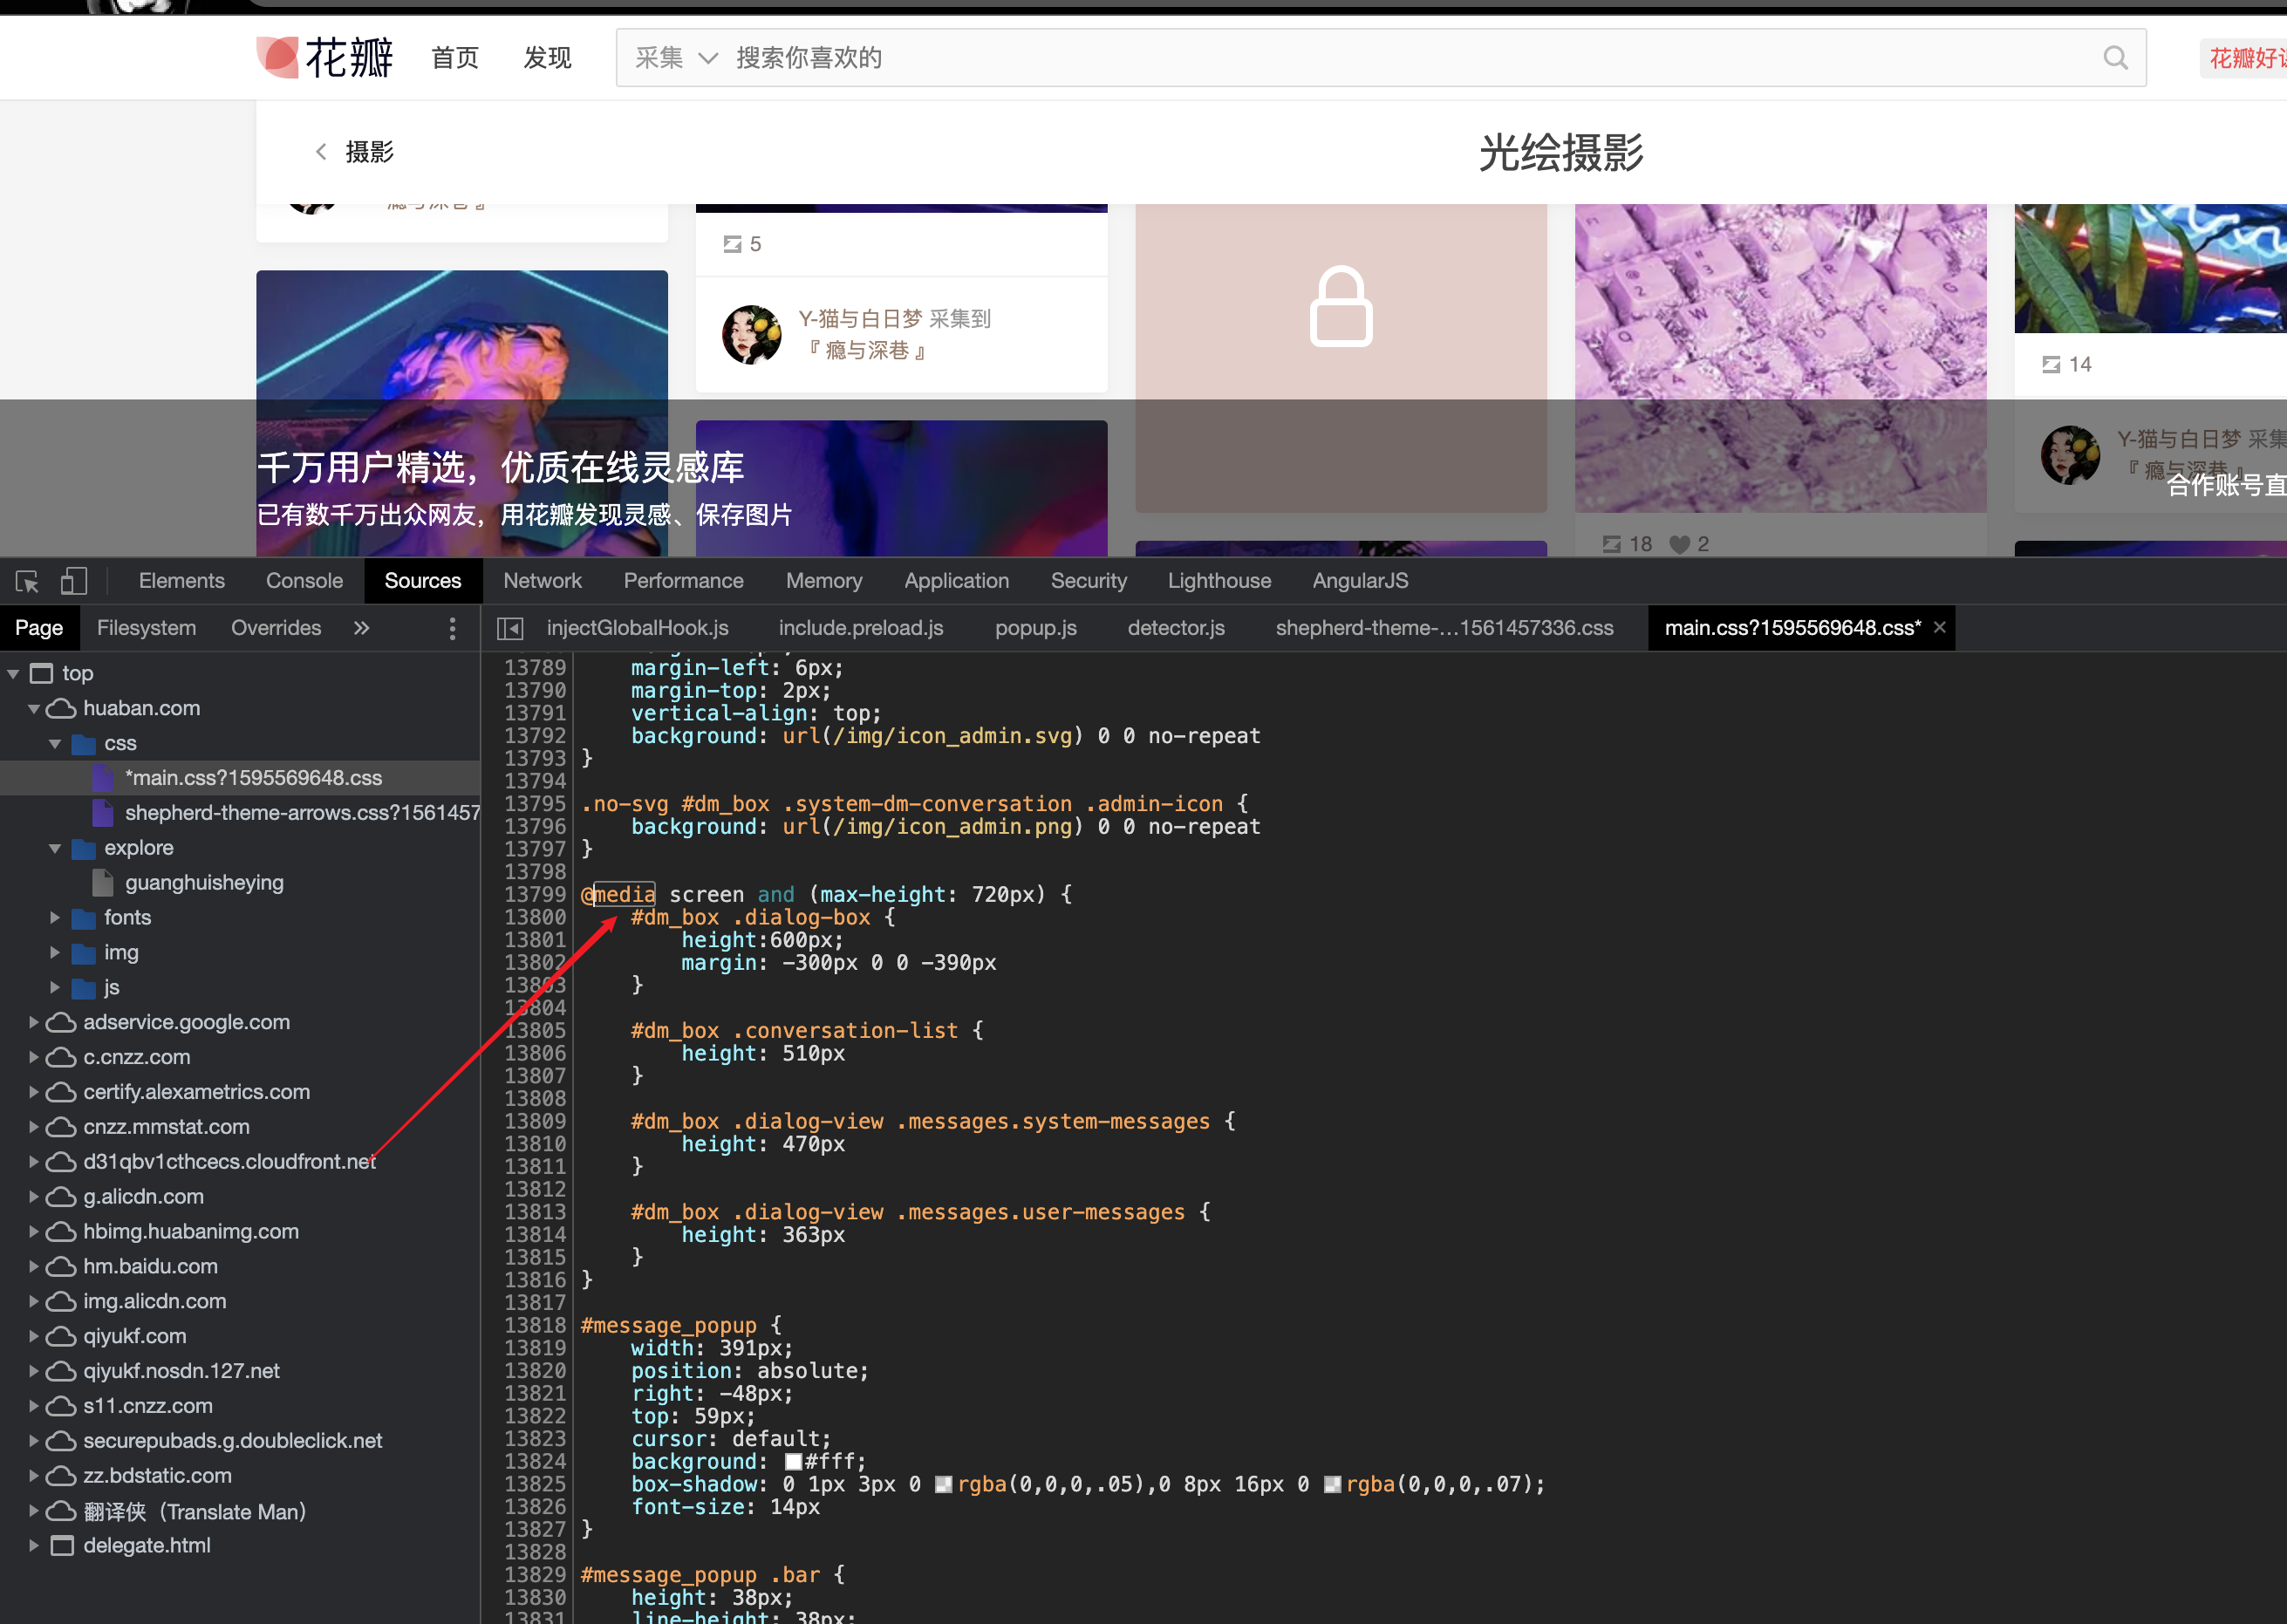 花瓣 首页 发现 采集 搜索你喜欢的
摄影
光绘摄影
5
Y-猫与白日梦 采集到
『 瘾与深巷 』
14
Y-猫与白日梦 采集
『 瘾与深巷 』
千万用户精选，优质在线灵感库
已有数千万出众网友，用花瓣发现灵感、保存图片
合作账号直
18 2
Elements Console Sources Network Performance Memory Application Security Lighthouse AngularJS
Page Filesystem Overrides »
injectGlobalHook.js include.preload.js popup.js detector.js shepherd-theme-...1561457336.css main.css?1595569648.css* ×
top
huaban.com
css
*main.css?1595569648.css
shepherd-theme-arrows.css?1561457
explore
guanghuisheying
fonts
img
js
adservice.google.com
c.cnzz.com
certify.alexametrics.com
cnzz.mmstat.com
d31qbv1cthcecs.cloudfront.net
g.alicdn.com
hbimg.huabanimg.com
hm.baidu.com
img.alicdn.com
qiyukf.com
qiyukf.nosdn.127.net
s11.cnzz.com
securepubads.g.doubleclick.net
zz.bdstatic.com
翻译侠（Translate Man）
delegate.html
13789 margin-left: 6px;
13790 margin-top: 2px;
13791 vertical-align: top;
13792 background: url(/img/icon_admin.svg) 0 0 no-repeat
13793 }
13794
13795 .no-svg #dm_box .system-dm-conversation .admin-icon {
13796 background: url(/img/icon_admin.png) 0 0 no-repeat
13797 }
13798
13799 @media screen and (max-height: 720px) {
13800 #dm_box .dialog-box {
13801 height:600px;
13802 margin: -300px 0 0 -390px
13803 }
13804
13805 #dm_box .conversation-list {
13806 height: 510px
13807 }
13808
13809 #dm_box .dialog-view .messages.system-messages {
13810 height: 470px
13811 }
13812
13813 #dm_box .dialog-view .messages.user-messages {
13814 height: 363px
13815 }
13816 }
13817
13818 #message_popup {
13819 width: 391px;
13820 position: absolute;
13821 right: -48px;
13822 top: 59px;
13823 cursor: default;
13824 background: #fff;
13825 box-shadow: 0 1px 3px 0 rgba(0,0,0,.05),0 8px 16px 0 rgba(0,0,0,.07);
13826 font-size: 14px
13827 }
13828
13829 #message_popup .bar {
13830 height: 38px;
13831 line-height: 38px;